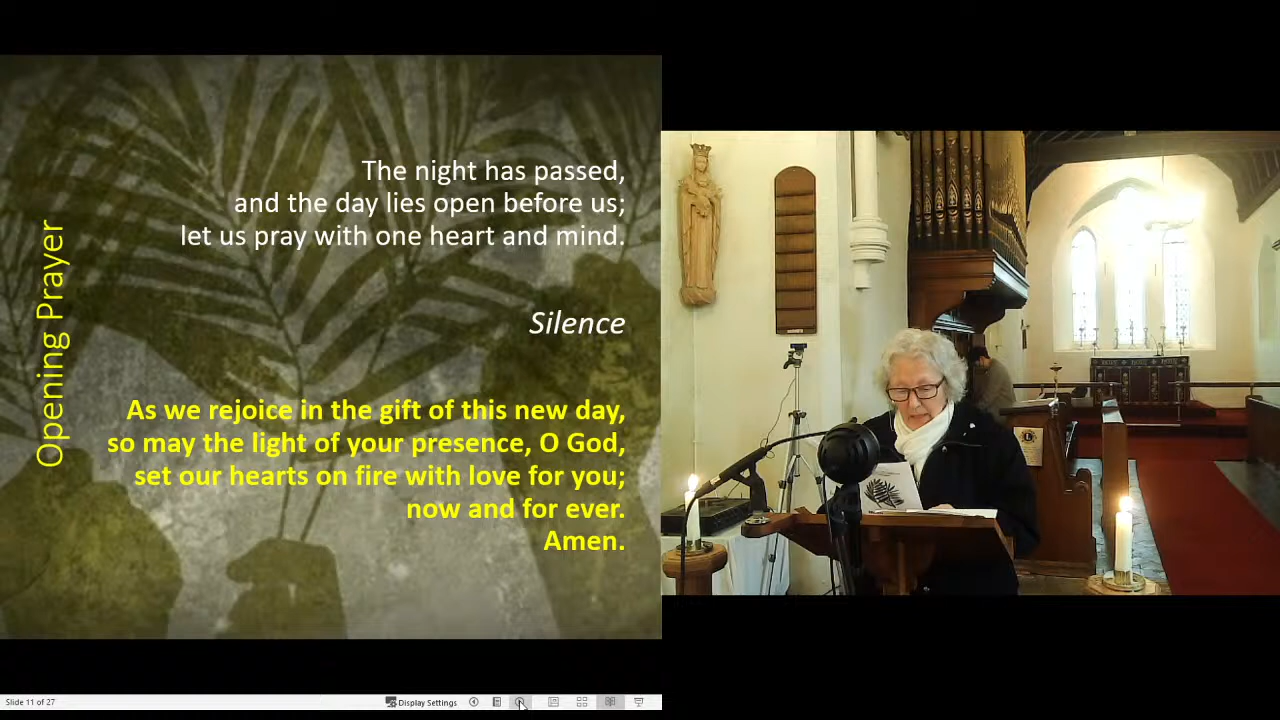 Opening Prayer
The night has passed,
and the day lies open before us;
let us pray with one heart and mind.
Silence
As we rejoice in the gift of this new day,
so may the light of your presence, O God,
set our hearts on fire with love for you;
now and for ever.
Amen.
Slide 11 of 27
Display Settings